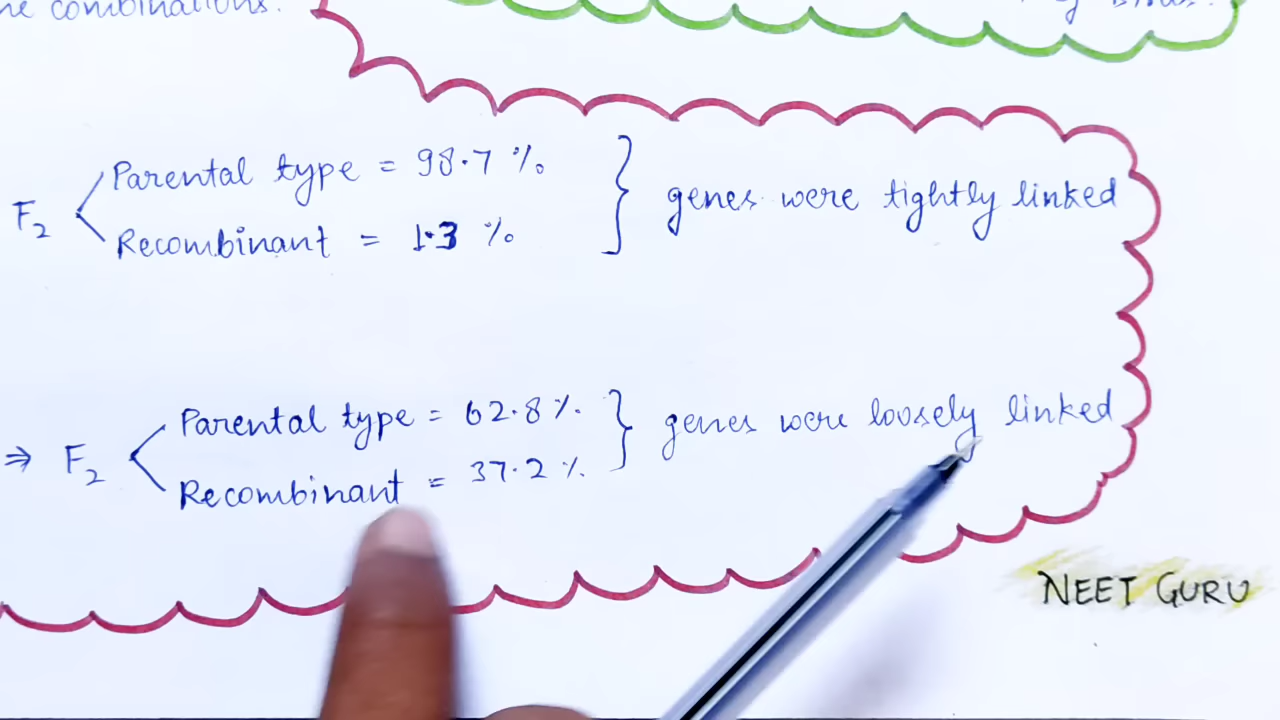 combinations.
Parental type = 98.7 %
F2
Recombinant = 1.3 %
genes were tightly linked
Parental type = 62.8 %
⇒ F2
Recombinant = 37.2 %
genes were loosely linked
NEET GURU